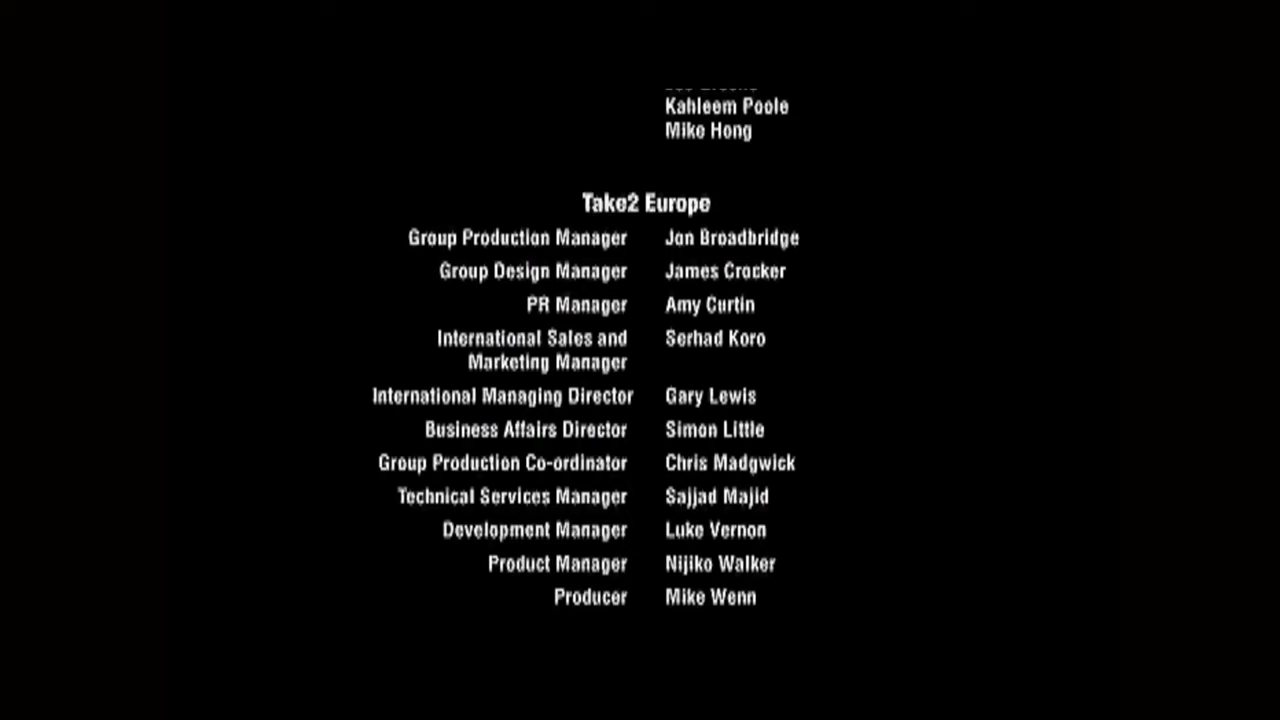 Kahleem Poole
Mike Hong
Take2 Europe
Group Production Manager Jon Broadbridge
Group Design Manager James Crocker
PR Manager Amy Curtin
International Sales and Serhad Koro
Marketing Manager
International Managing Director Gary Lewis
Business Affairs Director Simon Little
Group Production Co-ordinator Chris Madgwick
Technical Services Manager Sajjad Majid
Development Manager Luke Vernon
Product Manager Nijiko Walker
Producer Mike Wenn